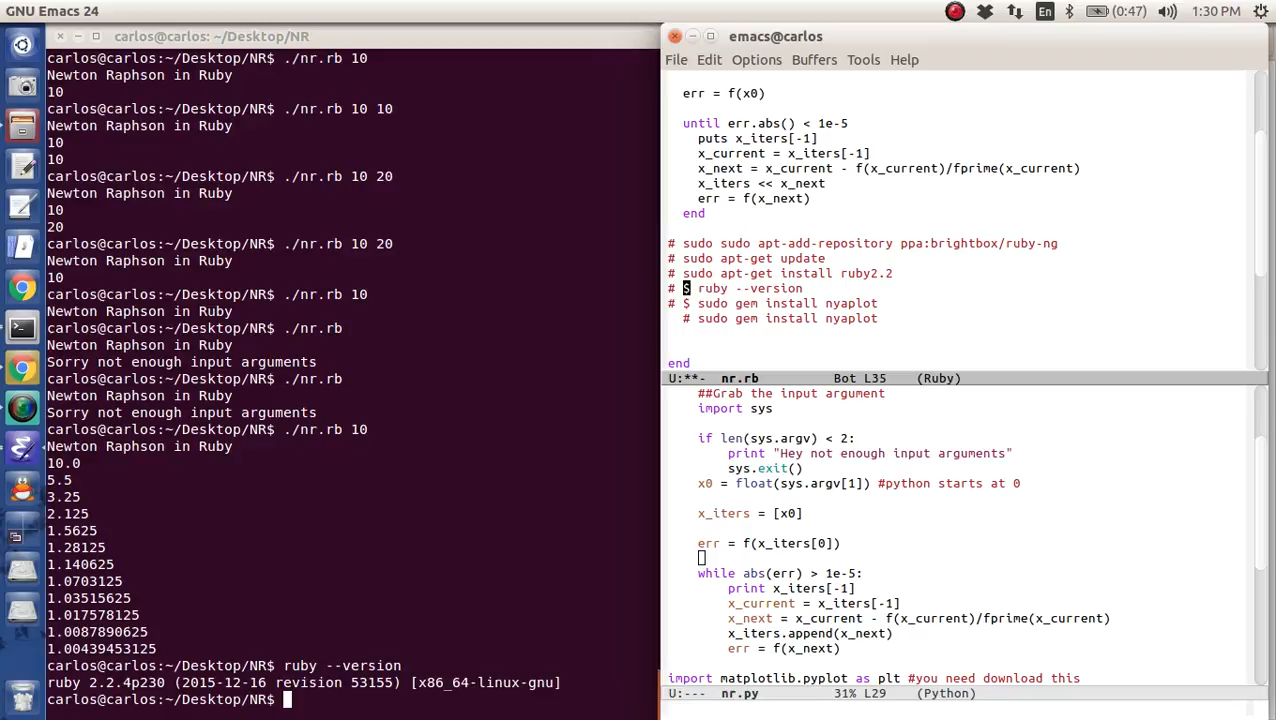 GNU Emacs 24
En
(0:47)
1:30 PM
carlos@carlos: ~/Desktop/NR
carlos@carlos:~/Desktop/NR$ ./nr.rb 10
Newton Raphson in Ruby
10
carlos@carlos:~/Desktop/NR$ ./nr.rb 10 10
Newton Raphson in Ruby
10
10
carlos@carlos:~/Desktop/NR$ ./nr.rb 10 20
Newton Raphson in Ruby
10
20
carlos@carlos:~/Desktop/NR$ ./nr.rb 10 20
Newton Raphson in Ruby
10
carlos@carlos:~/Desktop/NR$ ./nr.rb 10
Newton Raphson in Ruby
carlos@carlos:~/Desktop/NR$ ./nr.rb
Newton Raphson in Ruby
Sorry not enough input arguments
carlos@carlos:~/Desktop/NR$ ./nr.rb
Newton Raphson in Ruby
Sorry not enough input arguments
carlos@carlos:~/Desktop/NR$ ./nr.rb 10
Newton Raphson in Ruby
10.0
5.5
3.25
2.125
1.5625
1.28125
1.140625
1.0703125
1.03515625
1.017578125
1.0087890625
1.00439453125
carlos@carlos:~/Desktop/NR$ ruby --version
ruby 2.2.4p230 (2015-12-16 revision 53155) [x86_64-linux-gnu]
carlos@carlos:~/Desktop/NR$
emacs@carlos
File Edit Options Buffers Tools Help
err = f(x0)
until err.abs() < 1e-5
puts x_iters[-1]
x_current = x_iters[-1]
x_next = x_current - f(x_current)/fprime(x_current)
x_iters << x_next
err = f(x_next)
end
# sudo sudo apt-add-repository ppa:brightbox/ruby-ng
# sudo apt-get update
# sudo apt-get install ruby2.2
# $ ruby --version
# $ sudo gem install nyaplot
# sudo gem install nyaplot
end
U:**- nr.rb Bot L35 (Ruby)
##Grab the input argument
import sys
if len(sys.argv) < 2:
print "Hey not enough input arguments"
sys.exit()
x0 = float(sys.argv[1]) #python starts at 0
x_iters = [x0]
err = f(x_iters[0])
while abs(err) > 1e-5:
print x_iters[-1]
x_current = x_iters[-1]
x_next = x_current - f(x_current)/fprime(x_current)
x_iters.append(x_next)
err = f(x_next)
import matplotlib.pyplot as plt #you need download this
U:--- nr.py 31% L29 (Python)